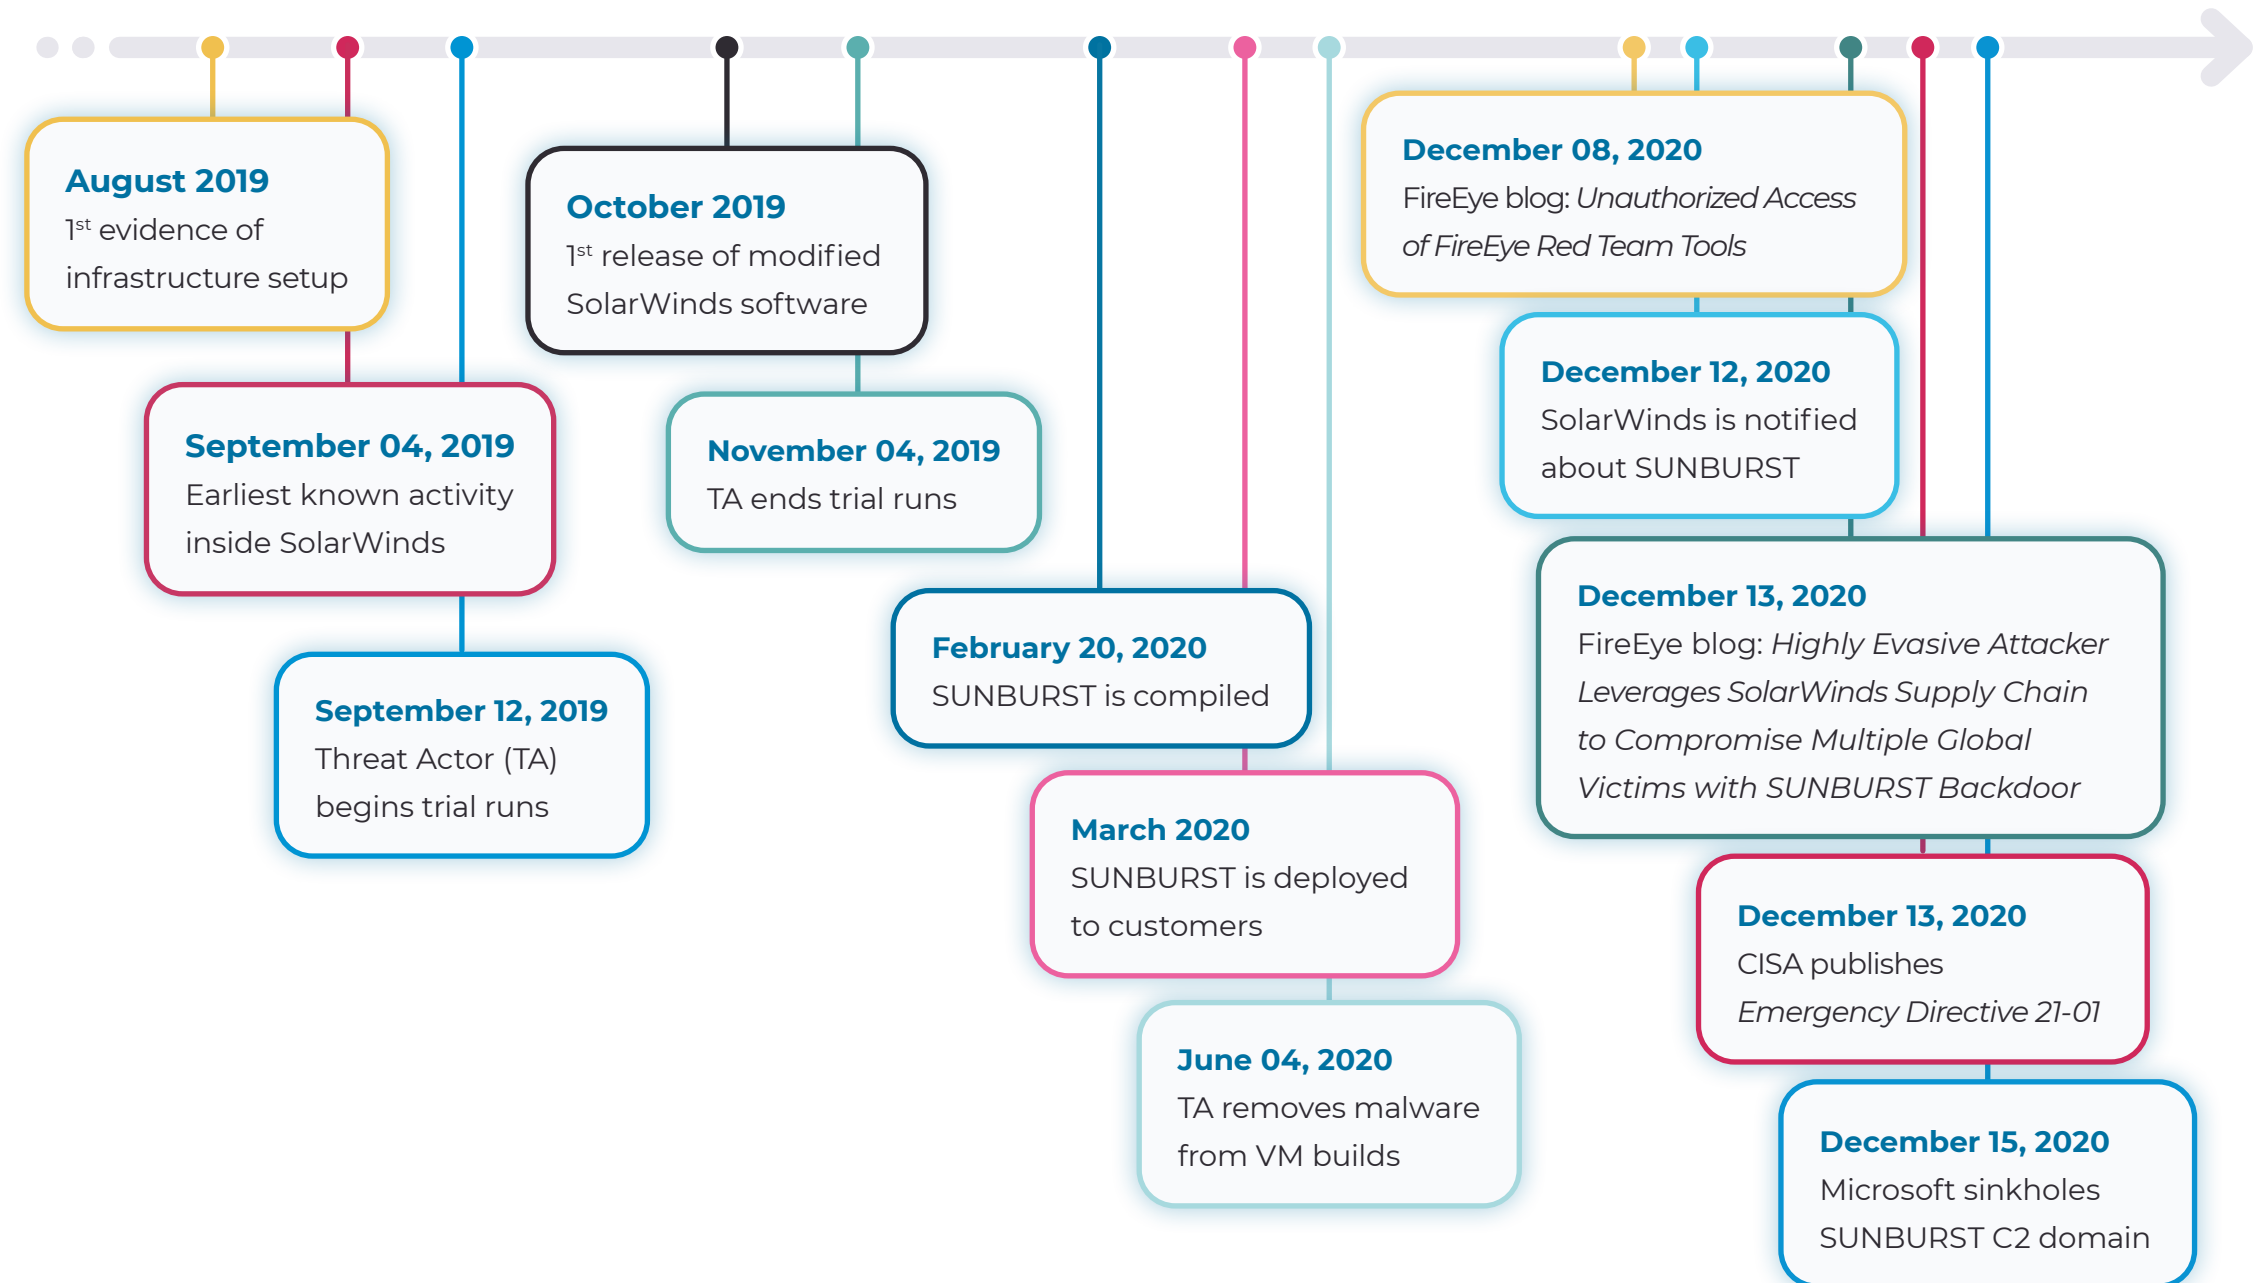 August 2019
1st evidence of
infrastructure setup
September 04, 2019
Earliest known activity
inside SolarWinds
September 12, 2019
Threat Actor (TA)
begins trial runs
October 2019
1st release of modified
SolarWinds software
November 04, 2019
TA ends trial runs
February 20, 2020
SUNBURST is compiled
March 2020
SUNBURST is deployed
to customers
June 04, 2020
TA removes malware
from VM builds
December 08, 2020
FireEye blog: Unauthorized Access
of FireEye Red Team Tools
December 12, 2020
SolarWinds is notified
about SUNBURST
December 13, 2020
FireEye blog: Highly Evasive Attacker
Leverages SolarWinds Supply Chain
to Compromise Multiple Global
Victims with SUNBURST Backdoor
December 13, 2020
CISA publishes
Emergency Directive 21-01
December 15, 2020
Microsoft sinkholes
SUNBURST C2 domain